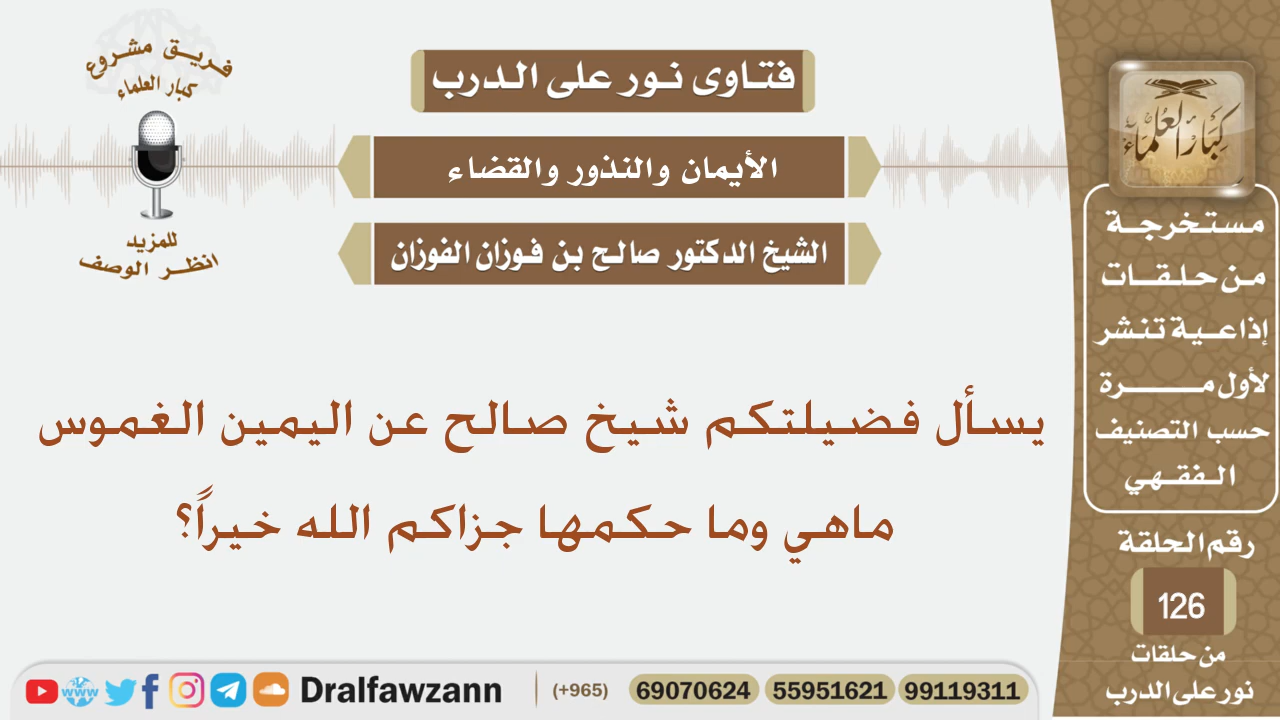 فريق مشروع
كبار العلماء
للمزيد
انظر الوصف
فتاوى نور على الدرب
الأيمان والنذور والقضاء
الشيخ الدكتور صالح بن فوزان الفوزان
يسأل فضيلتكم شيخ صالح عن اليمين الغموس
ماهي وما حكمها جزاكم الله خيراً؟
كبار العلماء
مستخرجة
من حلقات
إذاعية تنشر
لأول مرة
حسب التصنيف
الفقهي
رقم الحلقة
126
من حلقات
نور على الدرب
www Dralfawzann (+965) 69070624 55951621 99119311